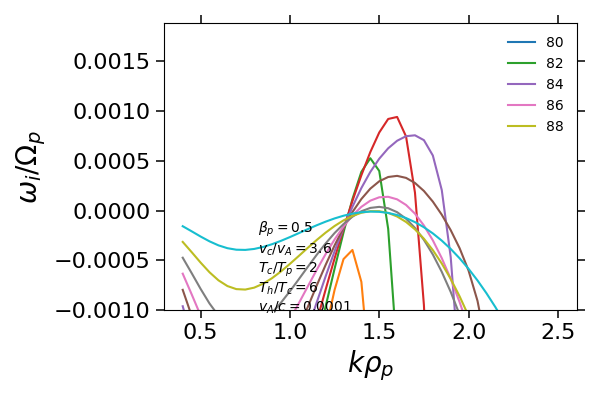 ω_i/Ω_p
0.0015
0.0010
0.0005
0.0000
−0.0005
−0.0010
80
82
84
86
88
β_p = 0.5
v_c/v_A = 3.6
T_c/T_p = 2
T_h/T_c = 6
v_A/c = 0.0001
0.5 1.0 1.5 2.0 2.5
kρ_p